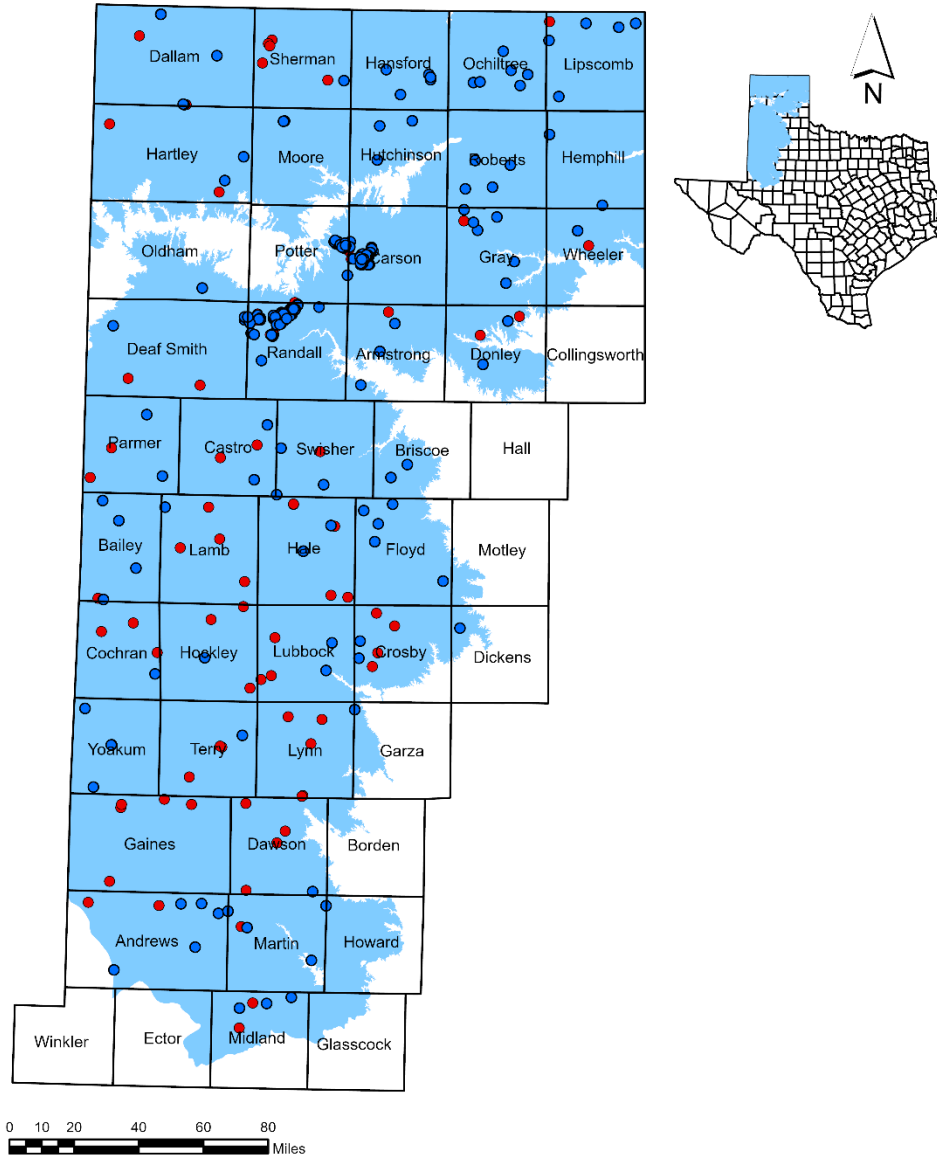 Dallam
Sherman
Hansford
Ochiltree
Lipscomb
N
Hartley
Moore
Hutchinson
Roberts
Hemphill
Oldham
Potter
Carson
Gray
Wheeler
Deaf Smith
Randall
Armstrong
Donley
Collingsworth
Parmer
Castro
Swisher
Briscoe
Hall
Bailey
Lamb
Hale
Floyd
Motley
Cochran
Hockley
Lubbock
Crosby
Dickens
Yoakum
Terry
Lynn
Garza
Gaines
Dawson
Borden
Andrews
Martin
Howard
Winkler
Ector
Midland
Glasscock
0 10 20 40 60 80
Miles